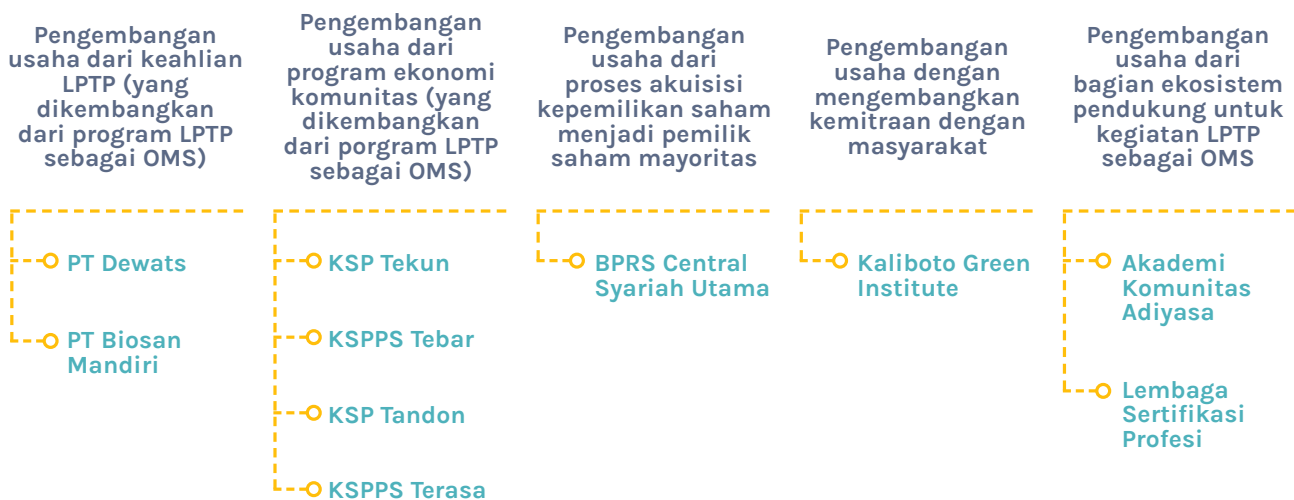 Pengembangan
usaha dari keahlian
LPTP (yang
dikembangkan
dari program LPTP
sebagai OMS)
PT Dewats
PT Biosan
Mandiri
Pengembangan
usaha dari
program ekonomi
komunitas (yang
dikembangkan
dari porgram LPTP
sebagai OMS)
KSP Tekun
KSPPS Tebar
KSP Tandon
KSPPS Terasa
Pengembangan
usaha dari
proses akuisisi
kepemilikan saham
menjadi pemilik
saham mayoritas
BPRS Central
Syariah Utama
Pengembangan
usaha dengan
mengembangkan
kemitraan dengan
masyarakat
Kaliboto Green
Institute
Pengembangan
usaha dari
bagian ekosistem
pendukung untuk
kegiatan LPTP
sebagai OMS
Akademi
Komunitas
Adiyasa
Lembaga
Sertifikasi
Profesi